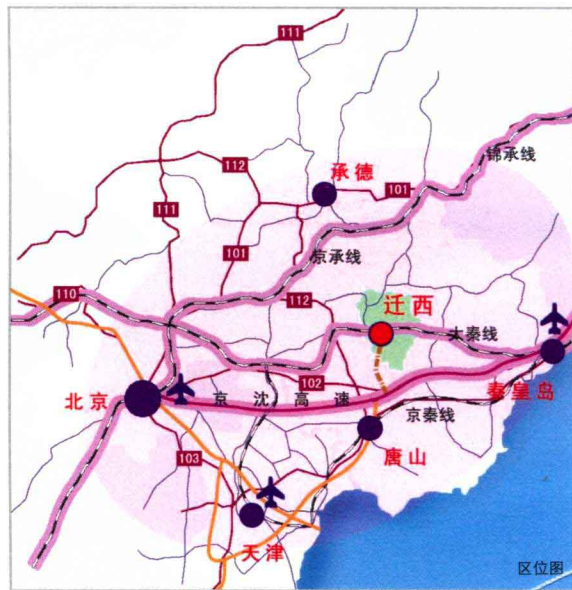 111
锦承线
112
承德
101
111
101
京承线
110
112
迁西
大秦线
102
秦皇岛
北京
京沈高速
京秦线
唐山
103
天津
区位图